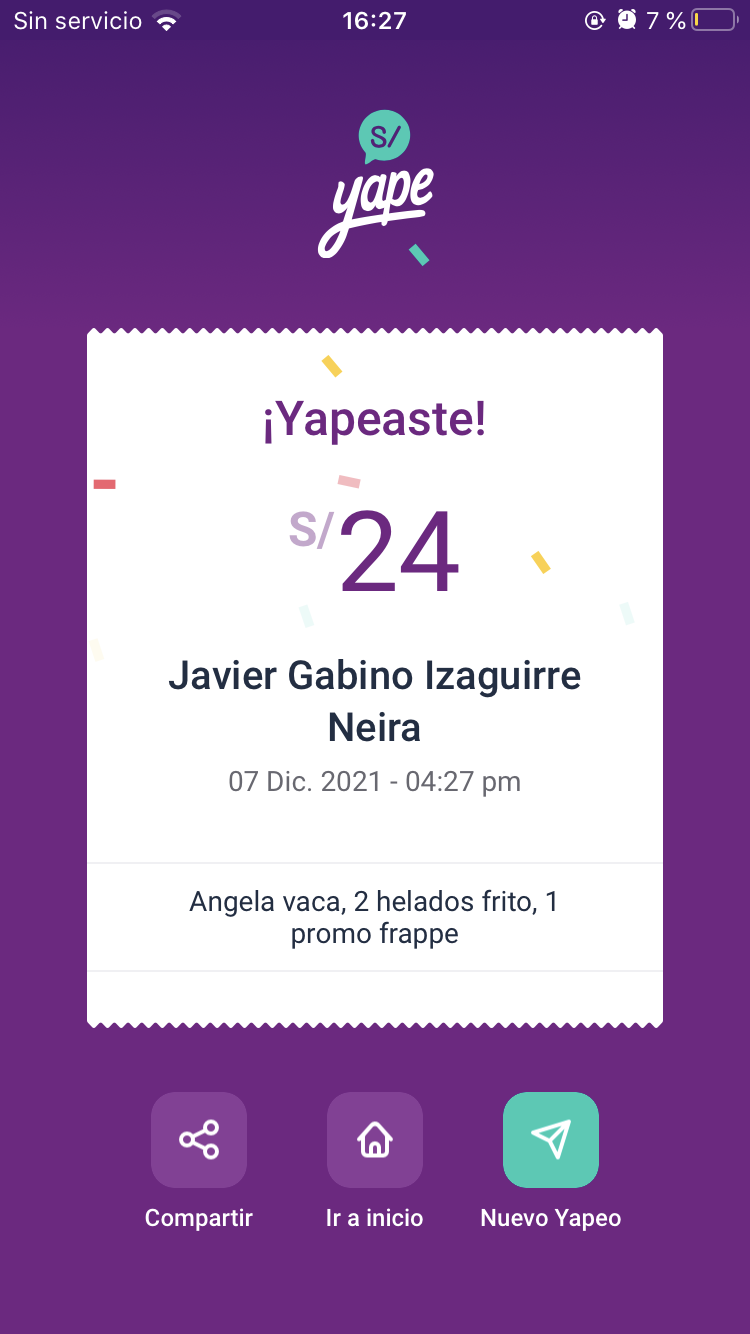 Sin servicio 16:27 7 %
S/
yape
¡Yapeaste!
S/ 24
Javier Gabino Izaguirre
Neira
07 Dic. 2021 - 04:27 pm
Angela vaca, 2 helados frito, 1
promo frappe
Compartir Ir a inicio Nuevo Yapeo